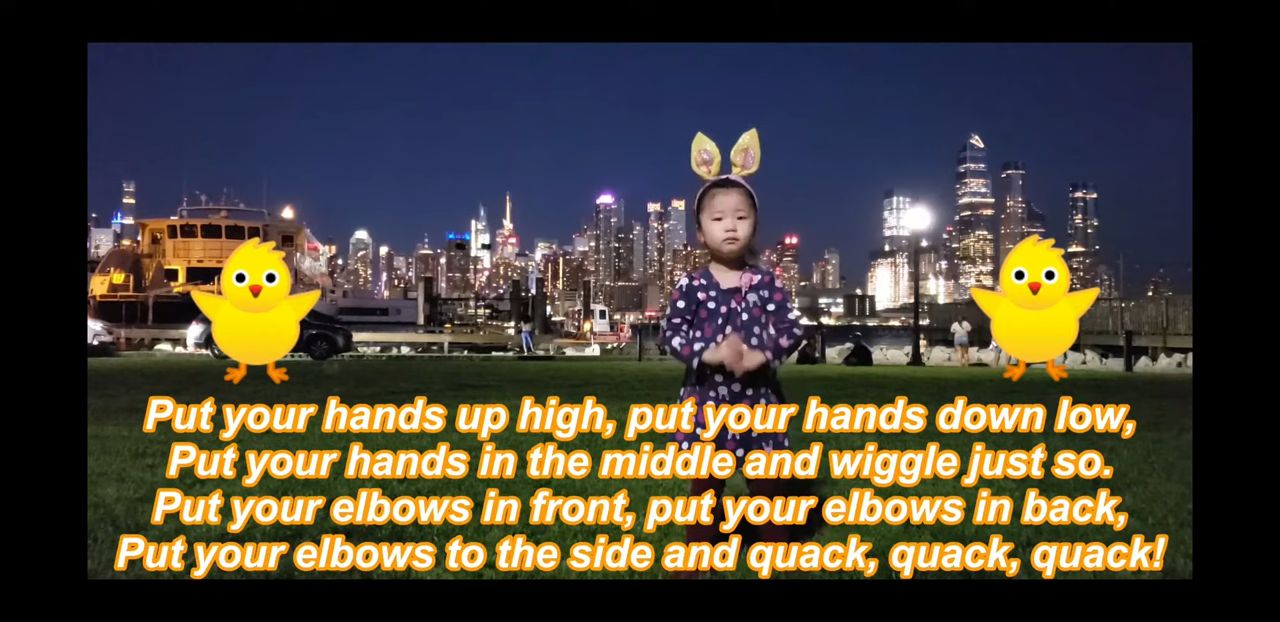 Put your hands up high, put your hands down low,
Put your hands in the middle and wiggle just so.
Put your elbows in front, put your elbows in back,
Put your elbows to the side and quack, quack, quack!